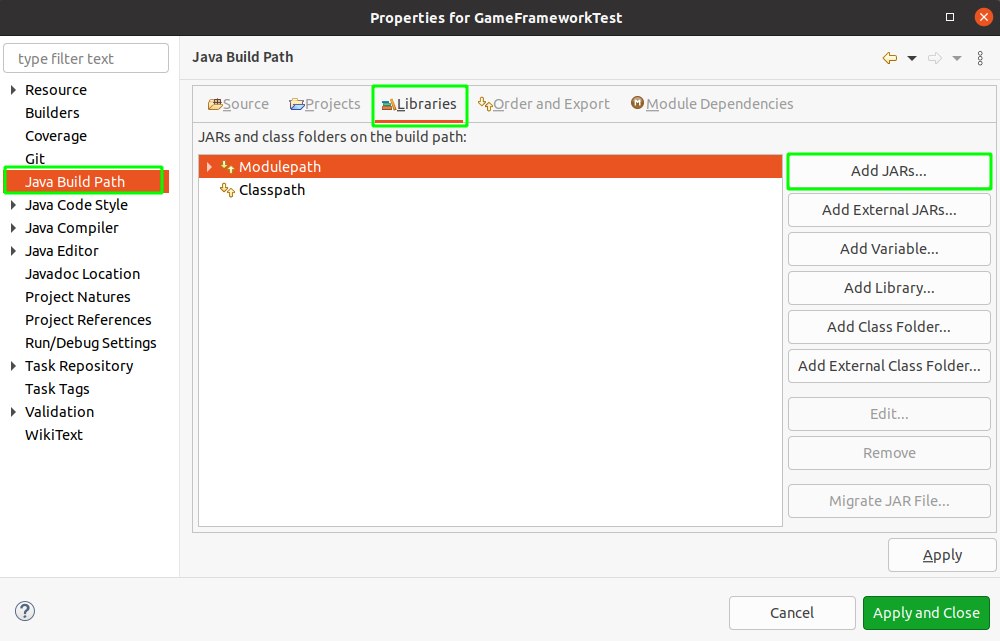 Properties for GameFrameworkTest
type filter text
Resource
Builders
Coverage
Git
Java Build Path
Java Code Style
Java Compiler
Java Editor
Javadoc Location
Project Natures
Project References
Run/Debug Settings
Task Repository
Task Tags
Validation
WikiText
Java Build Path
Source Projects Libraries Order and Export Module Dependencies
JARs and class folders on the build path:
Modulepath
Classpath
Add JARs...
Add External JARs...
Add Variable...
Add Library...
Add Class Folder...
Add External Class Folder...
Edit...
Remove
Migrate JAR File...
Apply
Cancel Apply and Close